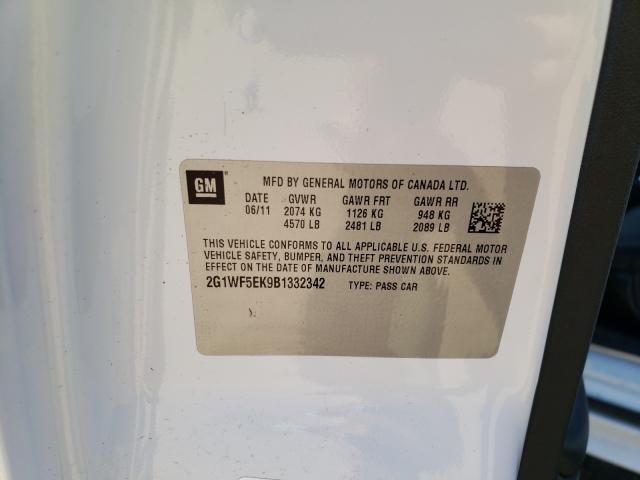 GM
MFD BY GENERAL MOTORS OF CANADA LTD.
DATE GVWR GAWR FRT GAWR RR
06/11 2074 KG 1126 KG 948 KG
4570 LB 2481 LB 2089 LB
THIS VEHICLE CONFORMS TO ALL APPLICABLE U.S. FEDERAL MOTOR
VEHICLE SAFETY, BUMPER, AND THEFT PREVENTION STANDARDS IN
EFFECT ON THE DATE OF MANUFACTURE SHOWN ABOVE.
2G1WF5EK9B1332342 TYPE: PASS CAR